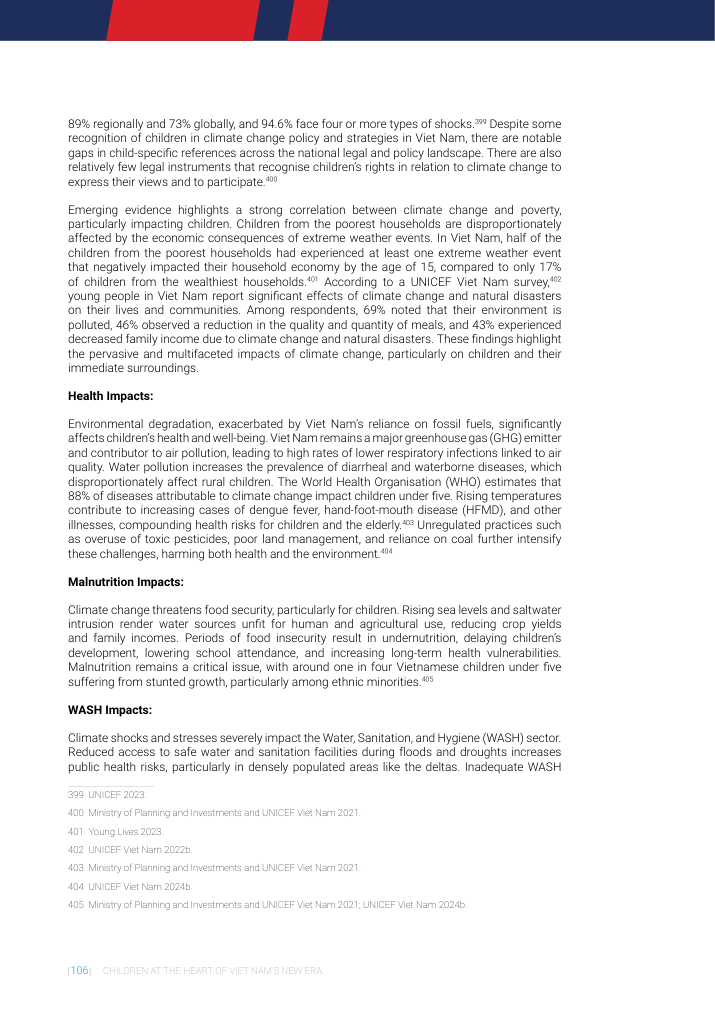 89% regionally and 73% globally, and 94.6% face four or more types of shocks.399 Despite some
recognition of children in climate change policy and strategies in Viet Nam, there are notable
gaps in child-specific references across the national legal and policy landscape. There are also
relatively few legal instruments that recognise children's rights in relation to climate change to
express their views and to participate.400
Emerging evidence highlights a strong correlation between climate change and poverty,
particularly impacting children. Children from the poorest households are disproportionately
affected by the economic consequences of extreme weather events. In Viet Nam, half of the
children from the poorest households had experienced at least one extreme weather event
that negatively impacted their household economy by the age of 15, compared to only 17%
of children from the wealthiest households.401 According to a UNICEF Viet Nam survey,402
young people in Viet Nam report significant effects of climate change and natural disasters
on their lives and communities. Among respondents, 69% noted that their environment is
polluted, 46% observed a reduction in the quality and quantity of meals, and 43% experienced
decreased family income due to climate change and natural disasters. These findings highlight
the pervasive and multifaceted impacts of climate change, particularly on children and their
immediate surroundings.
Health Impacts:
Environmental degradation, exacerbated by Viet Nam's reliance on fossil fuels, significantly
affects children's health and well-being. Viet Nam remains a major greenhouse gas (GHG) emitter
and contributor to air pollution, leading to high rates of lower respiratory infections linked to air
quality. Water pollution increases the prevalence of diarrheal and waterborne diseases, which
disproportionately affect rural children. The World Health Organisation (WHO) estimates that
88% of diseases attributable to climate change impact children under five. Rising temperatures
contribute to increasing cases of dengue fever, hand-foot-mouth disease (HFMD), and other
illnesses, compounding health risks for children and the elderly.403 Unregulated practices such
as overuse of toxic pesticides, poor land management, and reliance on coal further intensify
these challenges, harming both health and the environment.404
Malnutrition Impacts:
Climate change threatens food security, particularly for children. Rising sea levels and saltwater
intrusion render water sources unfit for human and agricultural use, reducing crop yields
and family incomes. Periods of food insecurity result in undernutrition, delaying children's
development, lowering school attendance, and increasing long-term health vulnerabilities.
Malnutrition remains a critical issue, with around one in four Vietnamese children under five
suffering from stunted growth, particularly among ethnic minorities.405
WASH Impacts:
Climate shocks and stresses severely impact the Water, Sanitation, and Hygiene (WASH) sector.
Reduced access to safe water and sanitation facilities during floods and droughts increases
public health risks, particularly in densely populated areas like the deltas. Inadequate WASH
399 UNICEF 2023.
400 Ministry of Planning and Investments and UNICEF Viet Nam 2021.
401 Young Lives 2023.
402 UNICEF Viet Nam 2022b.
403 Ministry of Planning and Investments and UNICEF Viet Nam 2021.
404 UNICEF Viet Nam 2024b.
405 Ministry of Planning and Investments and UNICEF Viet Nam 2021; UNICEF Viet Nam 2024b.
|106| CHILDREN AT THE HEART OF VIET NAM'S NEW ERA